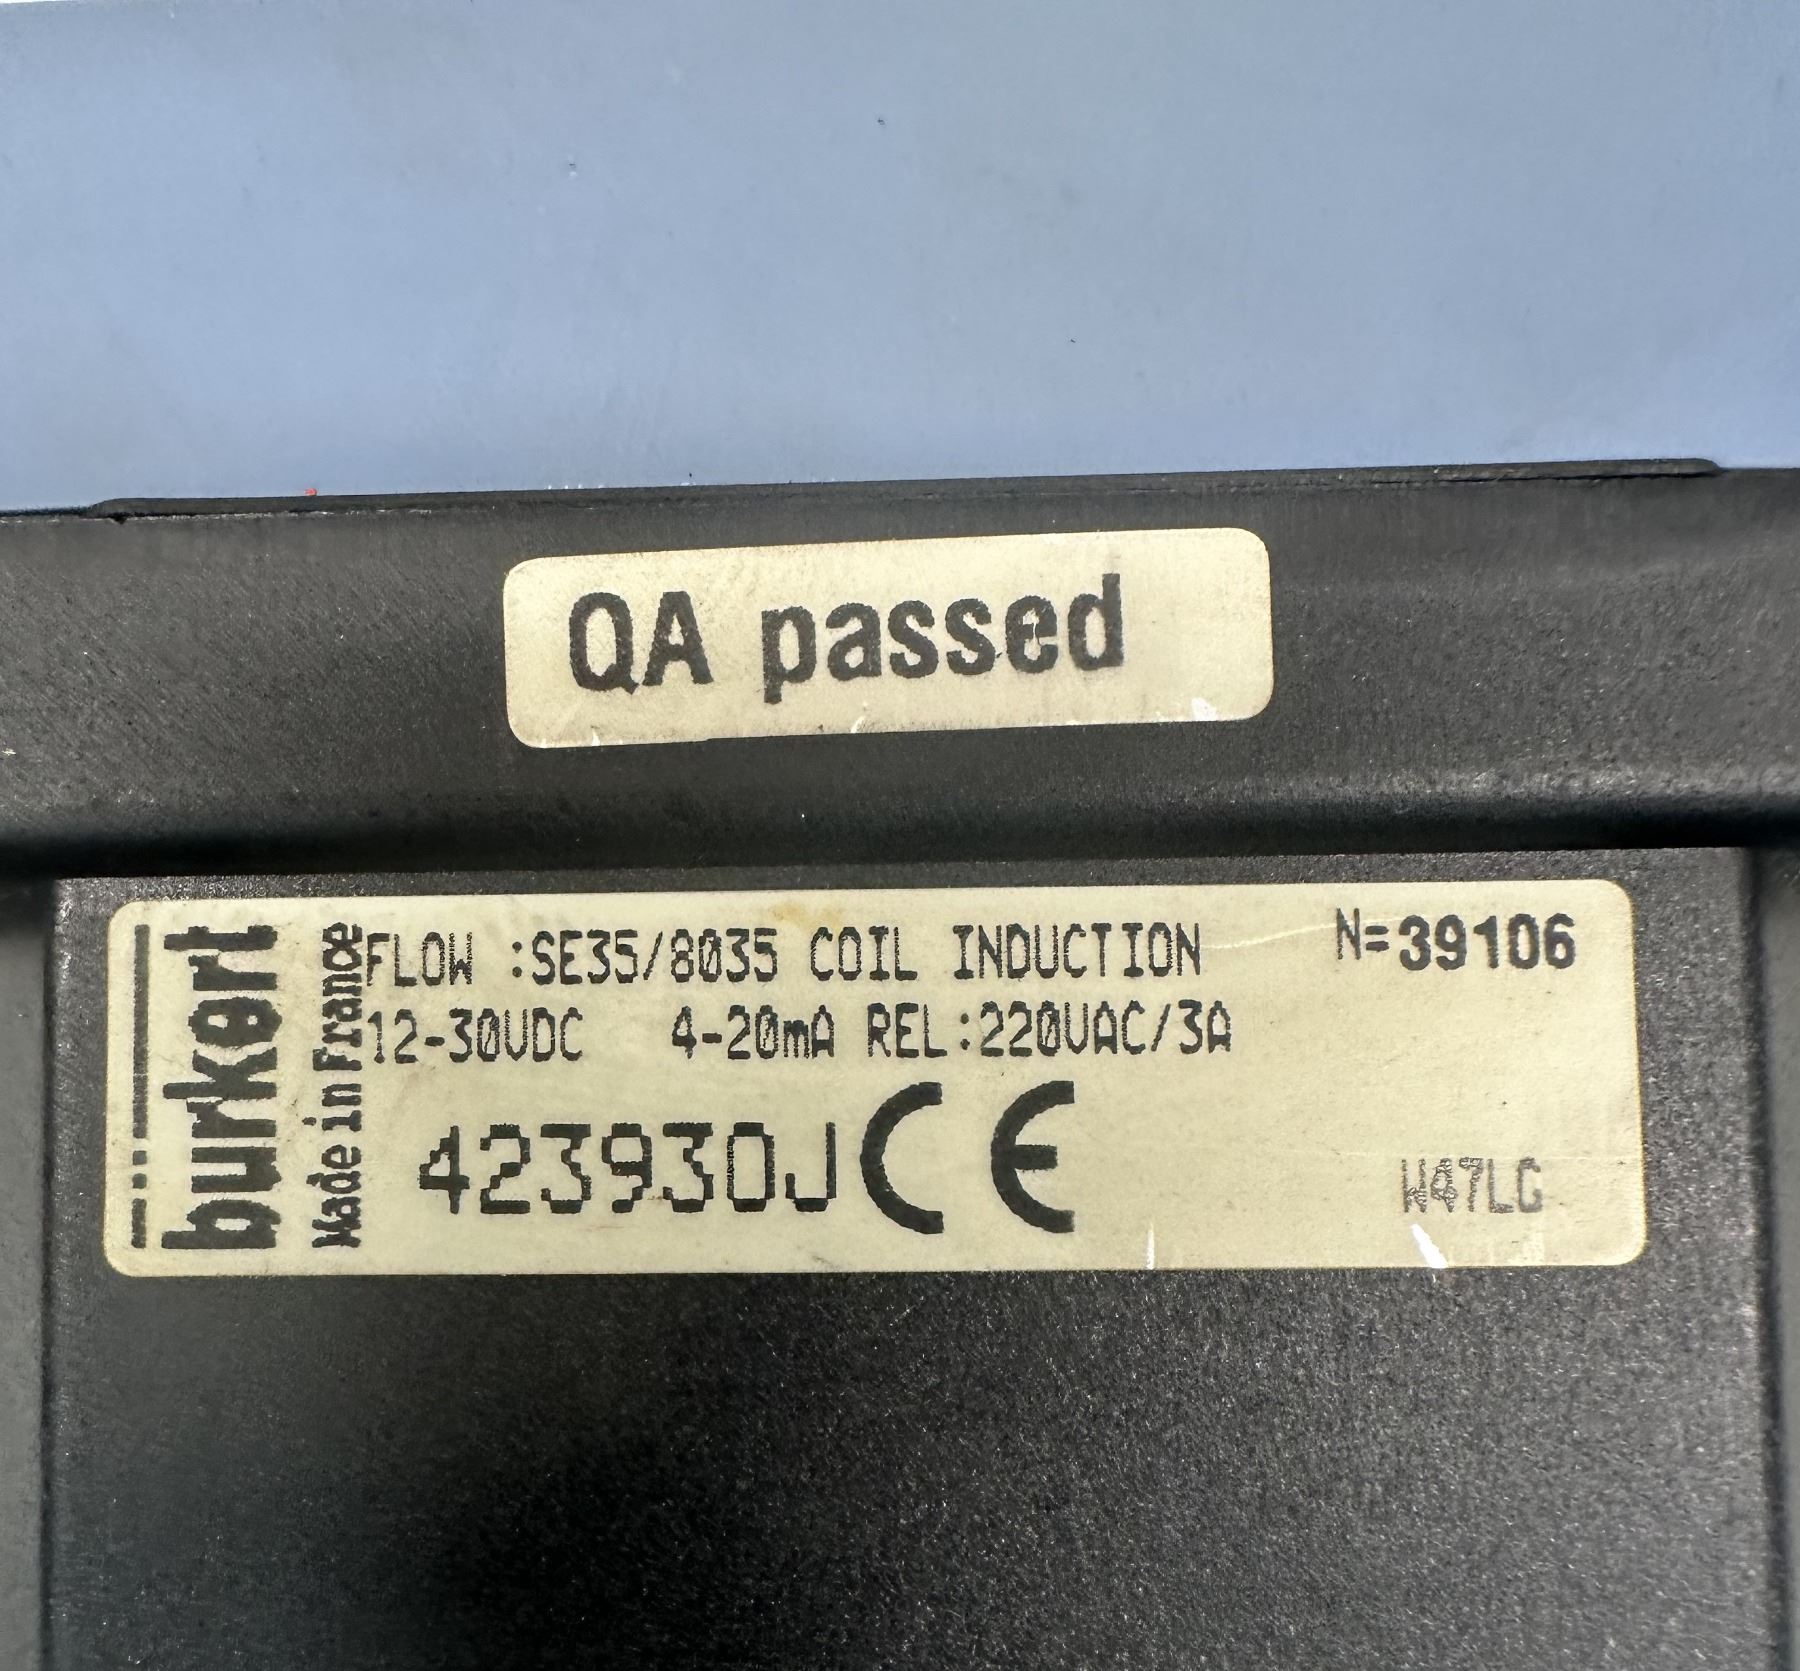 QA passed
burkert
Made in France
FLOW :SE35/8035 COIL INDUCTION N=39106
12-30VDC 4-20mA REL:220VAC/3A
423930J CE
W47LG